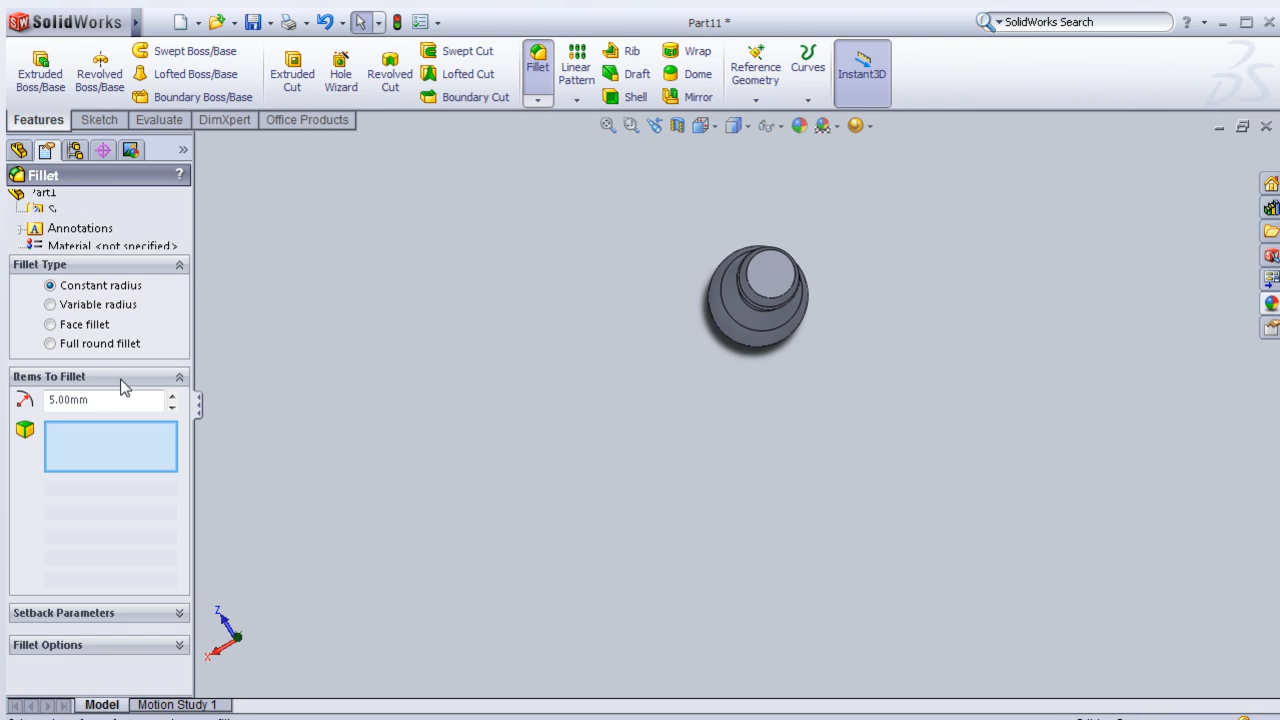 SolidWorks
Part11 *
SolidWorks Search
Extruded Boss/Base
Revolved Boss/Base
Swept Boss/Base
Lofted Boss/Base
Boundary Boss/Base
Extruded Cut
Hole Wizard
Revolved Cut
Swept Cut
Lofted Cut
Boundary Cut
Fillet
Linear Pattern
Rib
Draft
Shell
Wrap
Dome
Mirror
Reference Geometry
Curves
Instant3D
Features
Sketch
Evaluate
DimXpert
Office Products
Fillet
?
Annotations
Material <not specified>
Fillet Type
Constant radius
Variable radius
Face fillet
Full round fillet
Items To Fillet
5.00mm
Setback Parameters
Fillet Options
Z
X
Model
Motion Study 1